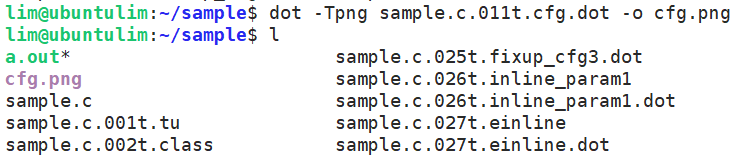 lim@ubuntulim:~/sample$ dot -Tpng sample.c.011t.cfg.dot -o cfg.png
lim@ubuntulim:~/sample$ l
a.out* sample.c.025t.fixup_cfg3.dot
cfg.png sample.c.026t.inline_param1
sample.c sample.c.026t.inline_param1.dot
sample.c.001t.tu sample.c.027t.einline
sample.c.002t.class sample.c.027t.einline.dot